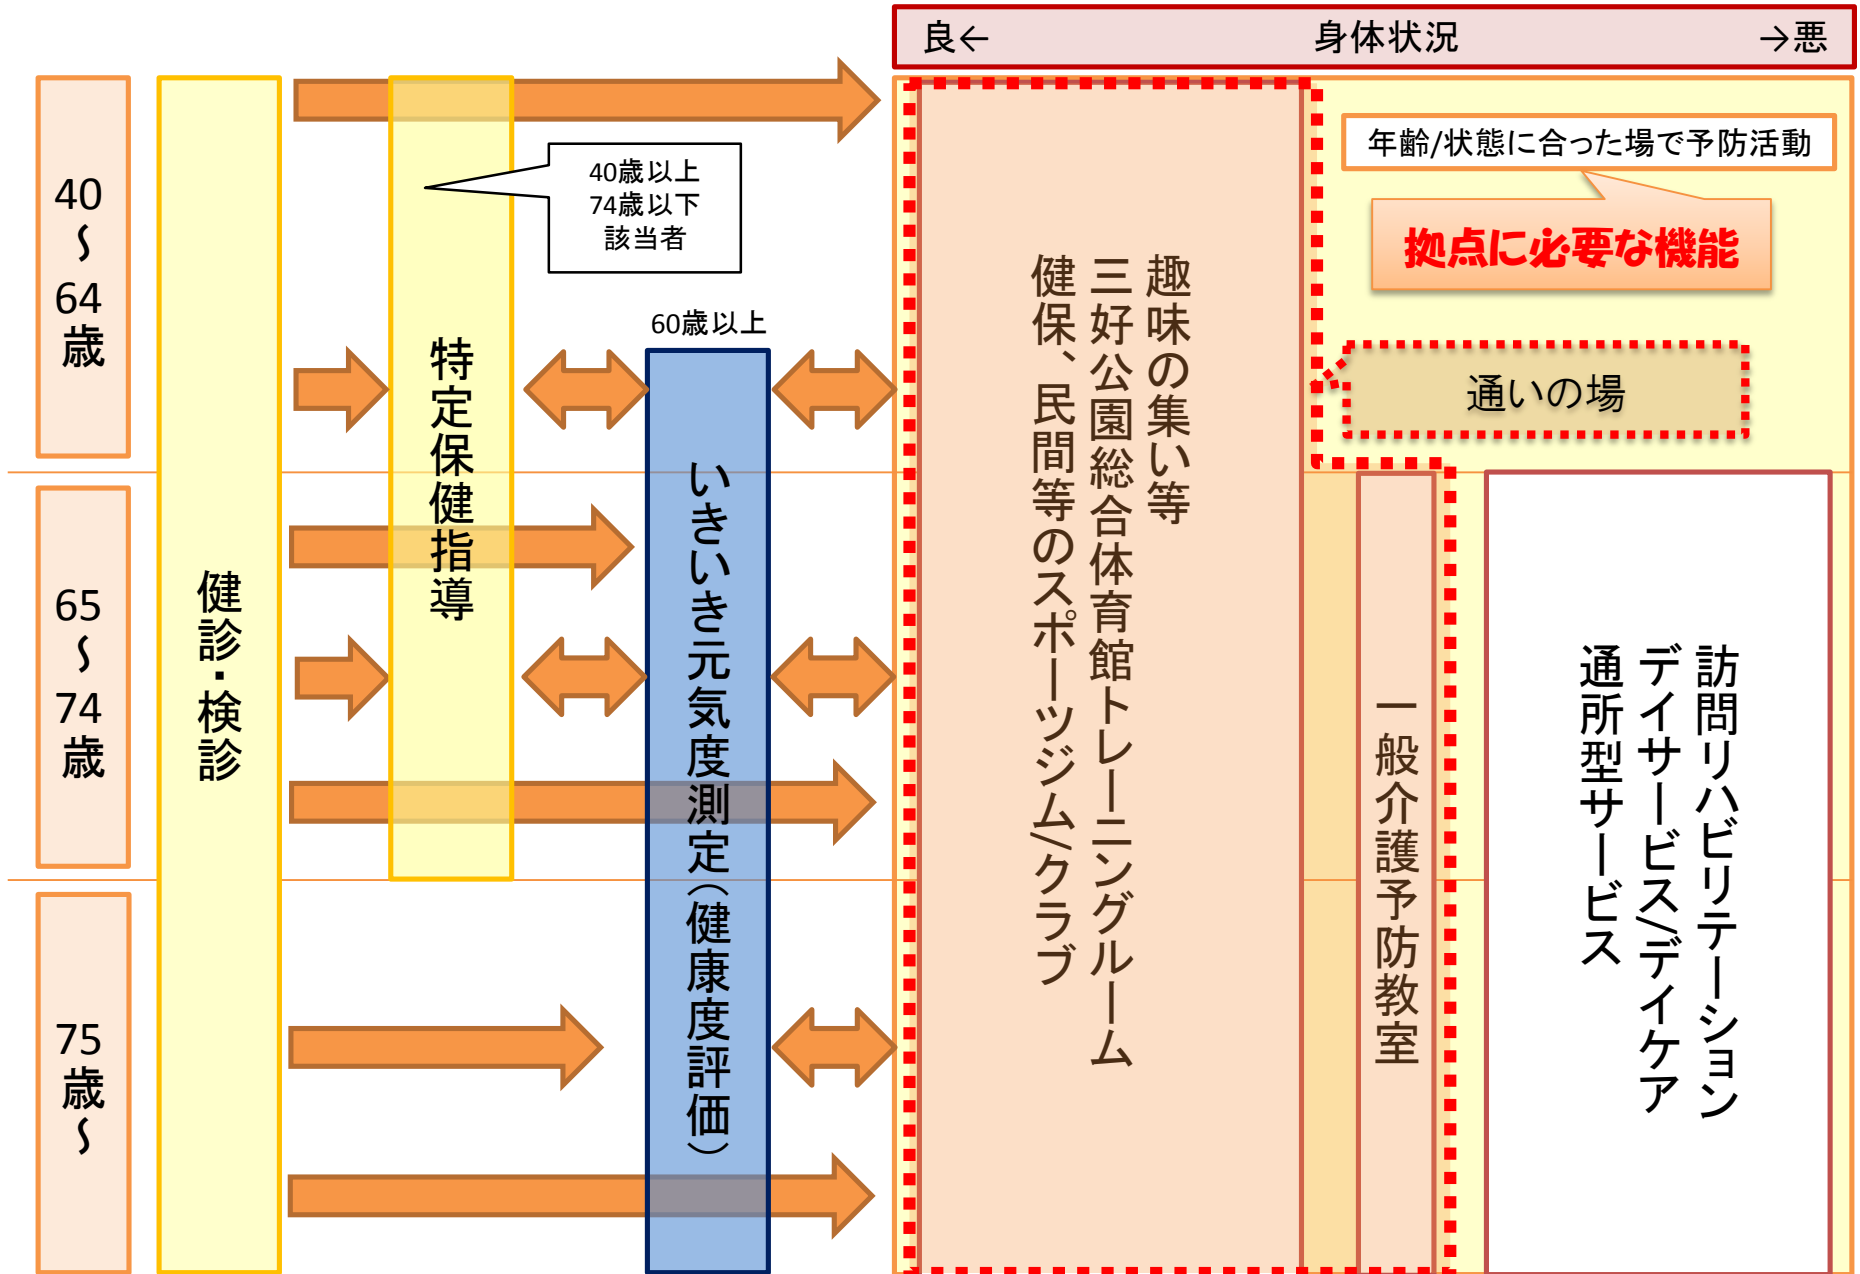 良←
身体状況
→悪
40
～
64
歳
65
～
74
歳
75
歳
～
健診・検診
特定保健指導
40歳以上
74歳以下
該当者
60歳以上
いきいき元気度測定（健康度評価）
趣味の集い等
三好公園総合体育館トレーニングルーム
健保、民間等のスポーツジム/クラブ
年齢/状態に合った場で予防活動
拠点に必要な機能
通いの場
一般介護予防教室
訪問リハビリテーション
デイサービス/デイケア
通所型サービス